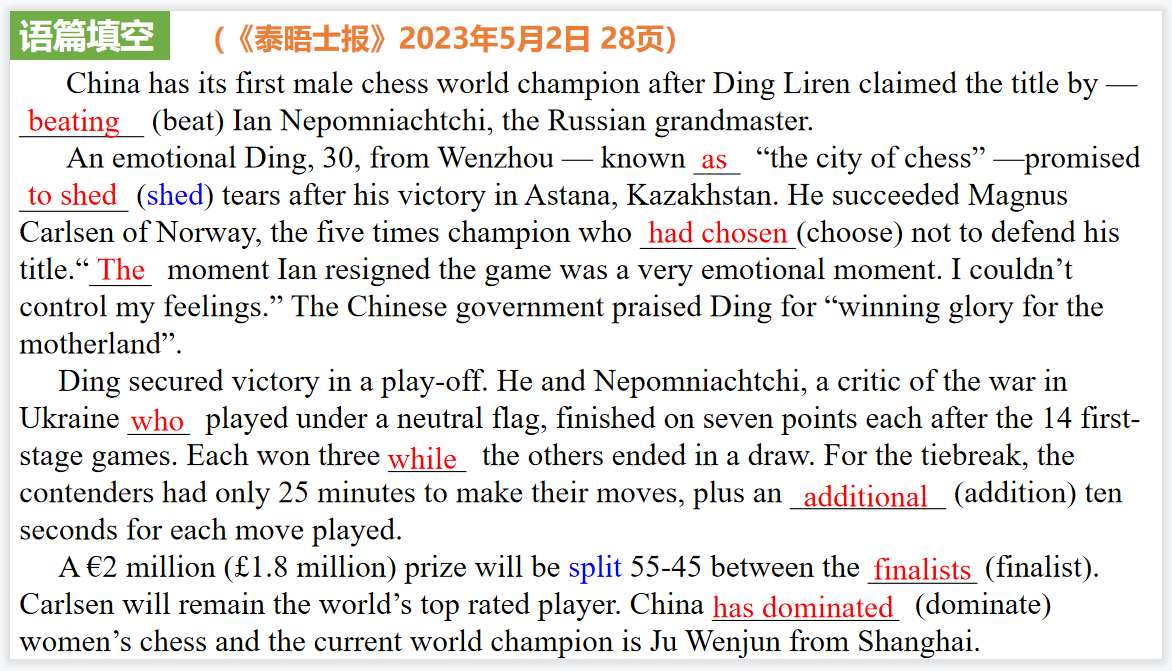 语篇填空 (《泰晤士报》2023年5月2日 28页)
China has its first male chess world champion after Ding Liren claimed the title by —
beating (beat) Ian Nepomniachtchi, the Russian grandmaster.
An emotional Ding, 30, from Wenzhou — known as “the city of chess” —promised
to shed (shed) tears after his victory in Astana, Kazakhstan. He succeeded Magnus
Carlsen of Norway, the five times champion who had chosen (choose) not to defend his
title.“ The moment Ian resigned the game was a very emotional moment. I couldn’t
control my feelings.” The Chinese government praised Ding for “winning glory for the
motherland”.
Ding secured victory in a play-off. He and Nepomniachtchi, a critic of the war in
Ukraine who played under a neutral flag, finished on seven points each after the 14 first-
stage games. Each won three while the others ended in a draw. For the tiebreak, the
contenders had only 25 minutes to make their moves, plus an additional (addition) ten
seconds for each move played.
A €2 million (£1.8 million) prize will be split 55-45 between the finalists (finalist).
Carlsen will remain the world’s top rated player. China has dominated (dominate)
women’s chess and the current world champion is Ju Wenjun from Shanghai.